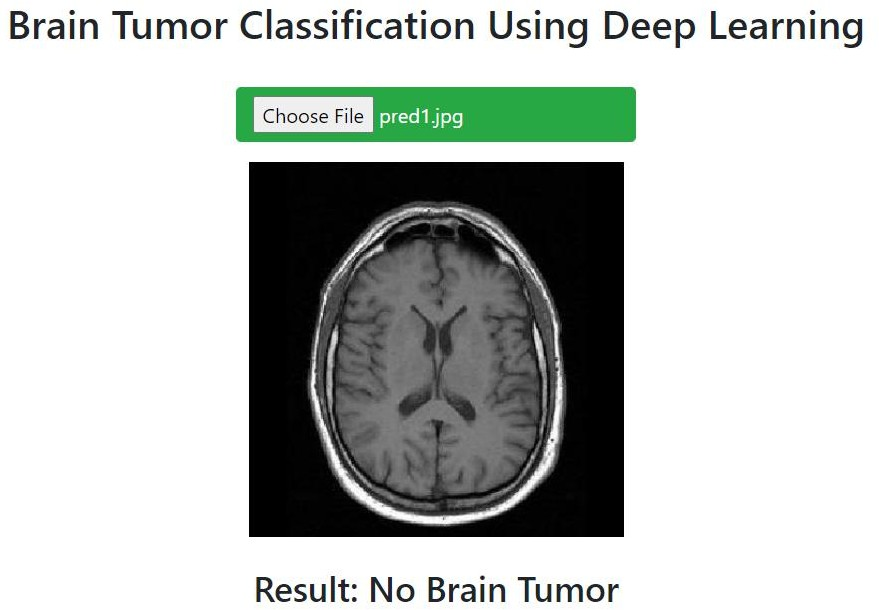 Brain Tumor Classification Using Deep Learning
Choose File pred1.jpg
Result: No Brain Tumor